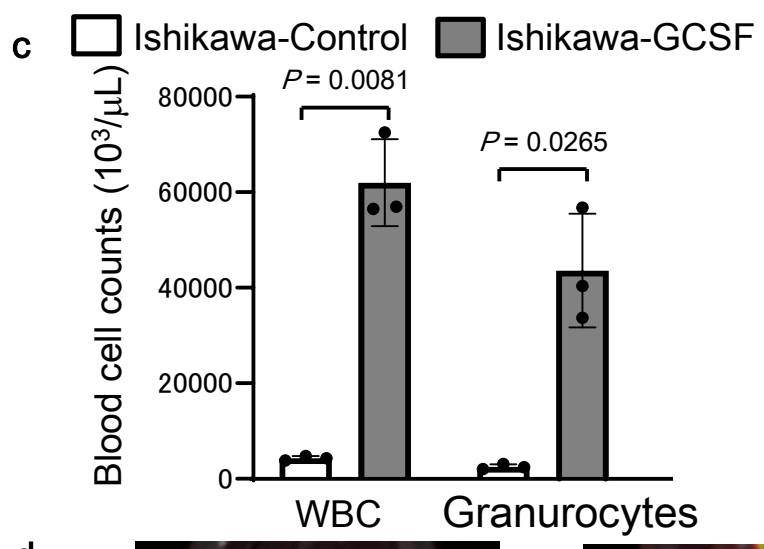 c Ishikawa-Control Ishikawa-GCSF
Blood cell counts (10³/μL)
P = 0.0081
P = 0.0265
80000
60000
40000
20000
0
WBC Granurocytes
d